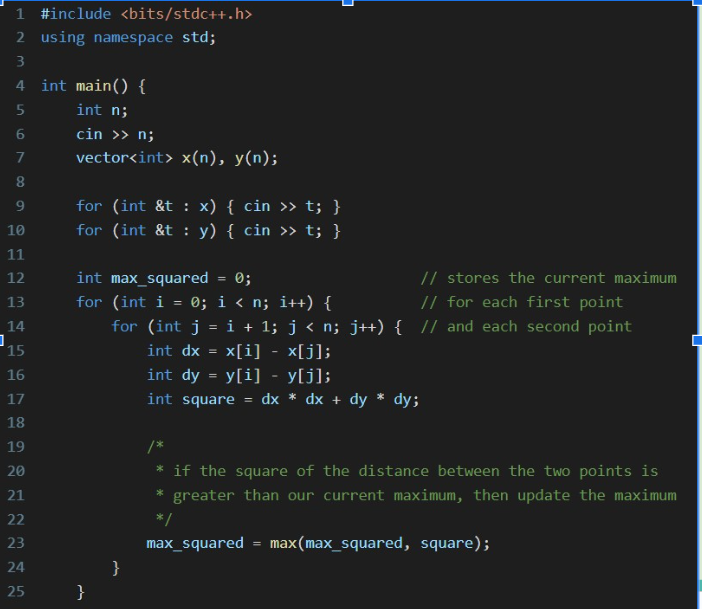 1 #include <bits/stdc++.h>
2 using namespace std;
3
4 int main() {
5     int n;
6     cin >> n;
7     vector<int> x(n), y(n);
8
9     for (int &t : x) { cin >> t; }
10     for (int &t : y) { cin >> t; }
11
12     int max_squared = 0;                   // stores the current maximum
13     for (int i = 0; i < n; i++) {          // for each first point
14         for (int j = i + 1; j < n; j++) {  // and each second point
15             int dx = x[i] - x[j];
16             int dy = y[i] - y[j];
17             int square = dx * dx + dy * dy;
18
19             /*
20              * if the square of the distance between the two points is
21              * greater than our current maximum, then update the maximum
22              */
23             max_squared = max(max_squared, square);
24         }
25     }